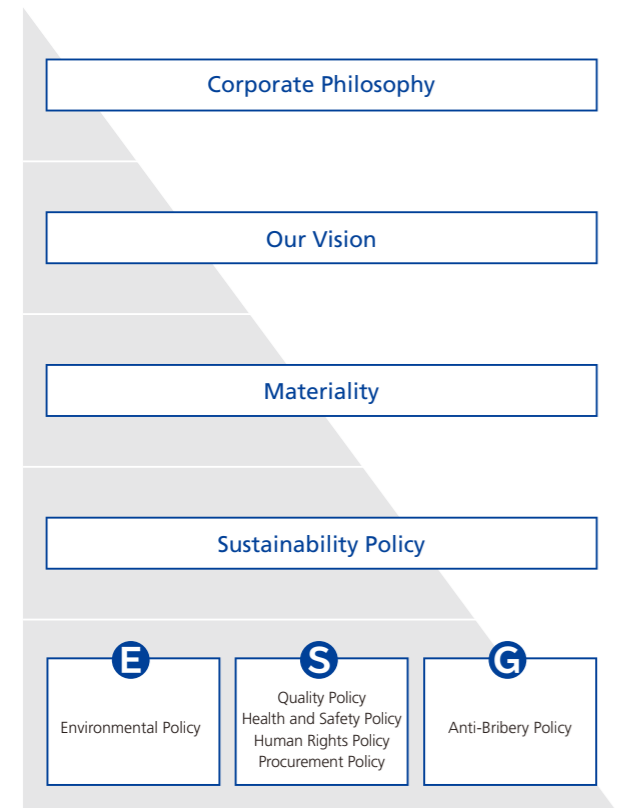 Corporate Philosophy
Our Vision
Materiality
Sustainability Policy
E
Environmental Policy
S
Quality Policy
Health and Safety Policy
Human Rights Policy
Procurement Policy
G
Anti-Bribery Policy